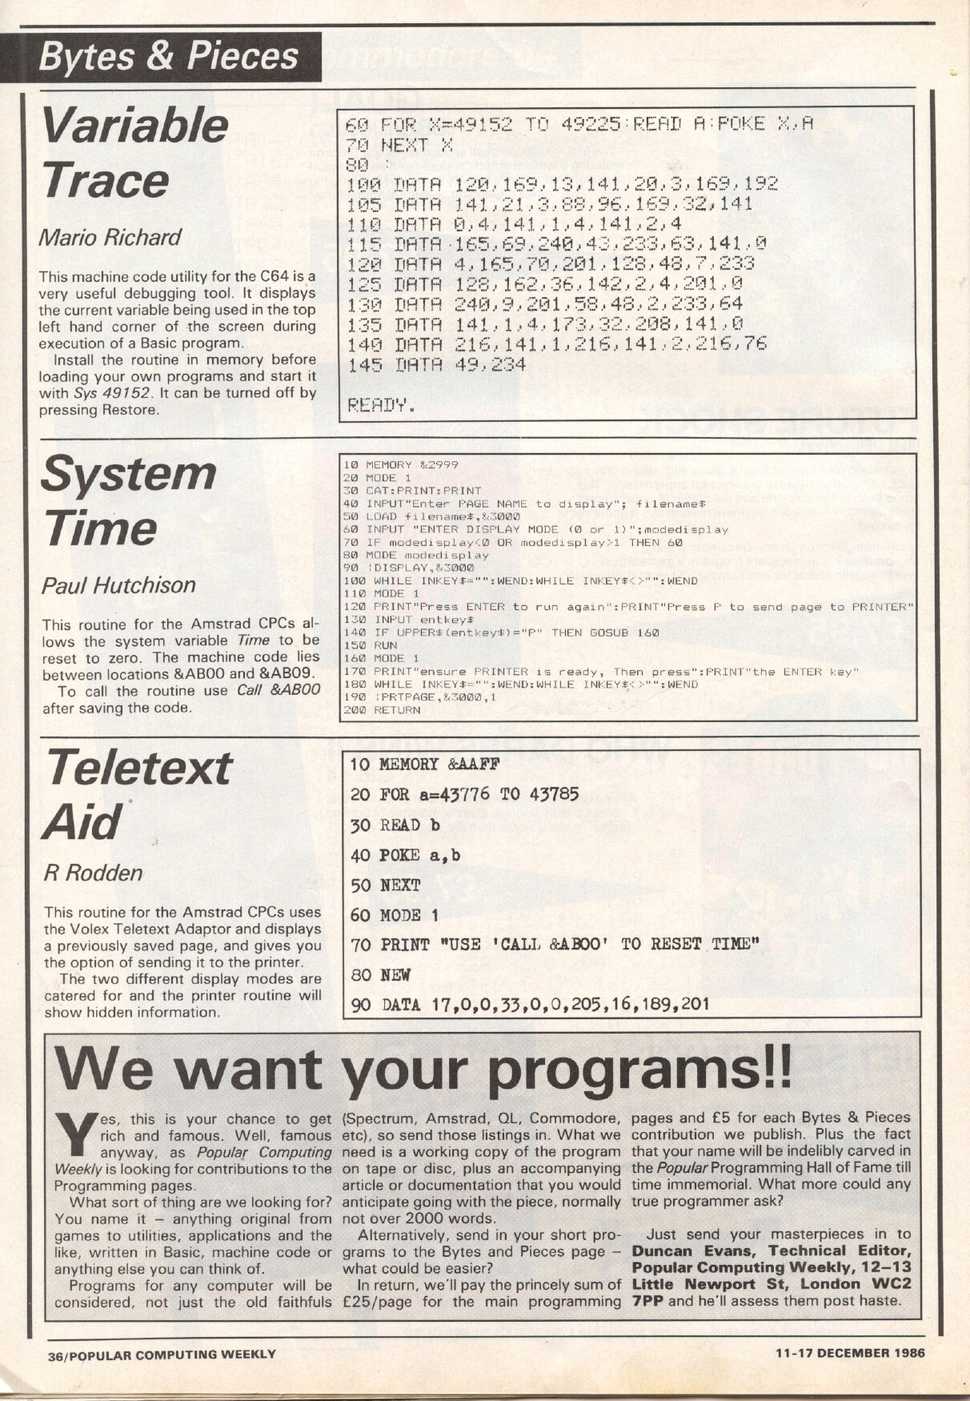 Bytes & Pieces
Variable
Trace
Mario Richard
This machine code utility for the C64 is a
very useful debugging tool. It displays
the current variable being used in the top
left hand corner of the screen during
execution of a Basic program.
Install the routine in memory before
loading your own programs and start it
with Sys 49152. It can be turned off by
pressing Restore.
60 FOR X=49152 TO 49225:READ A:POKE X,A
70 NEXT X
80 :
100 DATA 120,169,13,141,20,3,169,192
105 DATA 141,21,3,88,96,169,32,141
110 DATA 0,4,141,1,4,141,2,4
115 DATA 165,69,240,43,233,63,141,0
120 DATA 4,165,70,201,128,48,7,233
125 DATA 128,162,36,142,2,4,201,0
130 DATA 240,9,201,58,48,2,233,64
135 DATA 141,1,4,173,32,208,141,0
140 DATA 216,141,1,216,141,2,216,76
145 DATA 49,234
READY.
System
Time
Paul Hutchison
This routine for the Amstrad CPCs al-
lows the system variable Time to be
reset to zero. The machine code lies
between locations &AB00 and &AB09.
To call the routine use Call &AB00
after saving the code.
10 MEMORY &2999
20 MODE 1
30 CAT:PRINT:PRINT
40 INPUT"Enter PAGE NAME to display"; filename$
50 LOAD filename$,&3000
60 INPUT "ENTER DISPLAY MODE (0 or 1)";modedisplay
70 IF modedisplay<0 OR modedisplay>1 THEN 60
80 MODE modedisplay
90 :DISPLAY,&3000
100 WHILE INKEY$="":WEND:WHILE INKEY$<>"":WEND
110 MODE 1
120 PRINT"Press ENTER to run again":PRINT"Press P to send page to PRINTER"
130 INPUT entkey$
140 IF UPPER$(entkey$)="P" THEN GOSUB 160
150 RUN
160 MODE 1
170 PRINT"ensure PRINTER is ready, Then press":PRINT"the ENTER key"
180 WHILE INKEY$="":WEND:WHILE INKEY$<>"":WEND
190 :PRTPAGE,&3000,1
200 RETURN
Teletext
Aid
R Rodden
This routine for the Amstrad CPCs uses
the Volex Teletext Adaptor and displays
a previously saved page, and gives you
the option of sending it to the printer.
The two different display modes are
catered for and the printer routine will
show hidden information.
10 MEMORY &AAFF
20 FOR a=43776 TO 43785
30 READ b
40 POKE a,b
50 NEXT
60 MODE 1
70 PRINT "USE 'CALL &AB00' TO RESET TIME"
80 NEW
90 DATA 17,0,0,33,0,0,205,16,189,201
We want your programs!!
Yes, this is your chance to get
rich and famous. Well, famous
anyway, as Popular Computing
Weekly is looking for contributions to the
Programming pages.
What sort of thing are we looking for?
You name it – anything original from
games to utilities, applications and the
like, written in Basic, machine code or
anything else you can think of.
Programs for any computer will be
considered, not just the old faithfuls
(Spectrum, Amstrad, QL, Commodore,
etc), so send those listings in. What we
need is a working copy of the program
on tape or disc, plus an accompanying
article or documentation that you would
anticipate going with the piece, normally
not over 2000 words.
Alternatively, send in your short pro-
grams to the Bytes and Pieces page –
what could be easier?
In return, we'll pay the princely sum of
£25/page for the main programming
pages and £5 for each Bytes & Pieces
contribution we publish. Plus the fact
that your name will be indelibly carved in
the Popular Programming Hall of Fame till
time immemorial. What more could any
true programmer ask?
Just send your masterpieces in to
Duncan Evans, Technical Editor,
Popular Computing Weekly, 12–13
Little Newport St, London WC2
7PP and he'll assess them post haste.
36/POPULAR COMPUTING WEEKLY
11-17 DECEMBER 1986